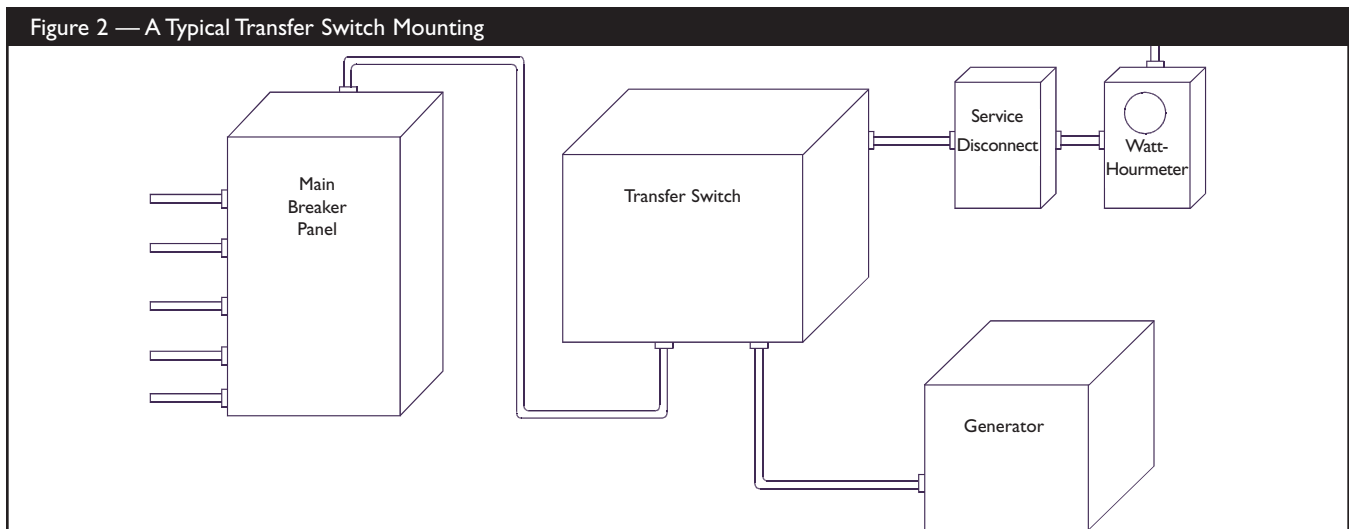 Figure 2 — A Typical Transfer Switch Mounting
Main
Breaker
Panel
Transfer Switch
Service
Disconnect
Watt-
Hourmeter
Generator